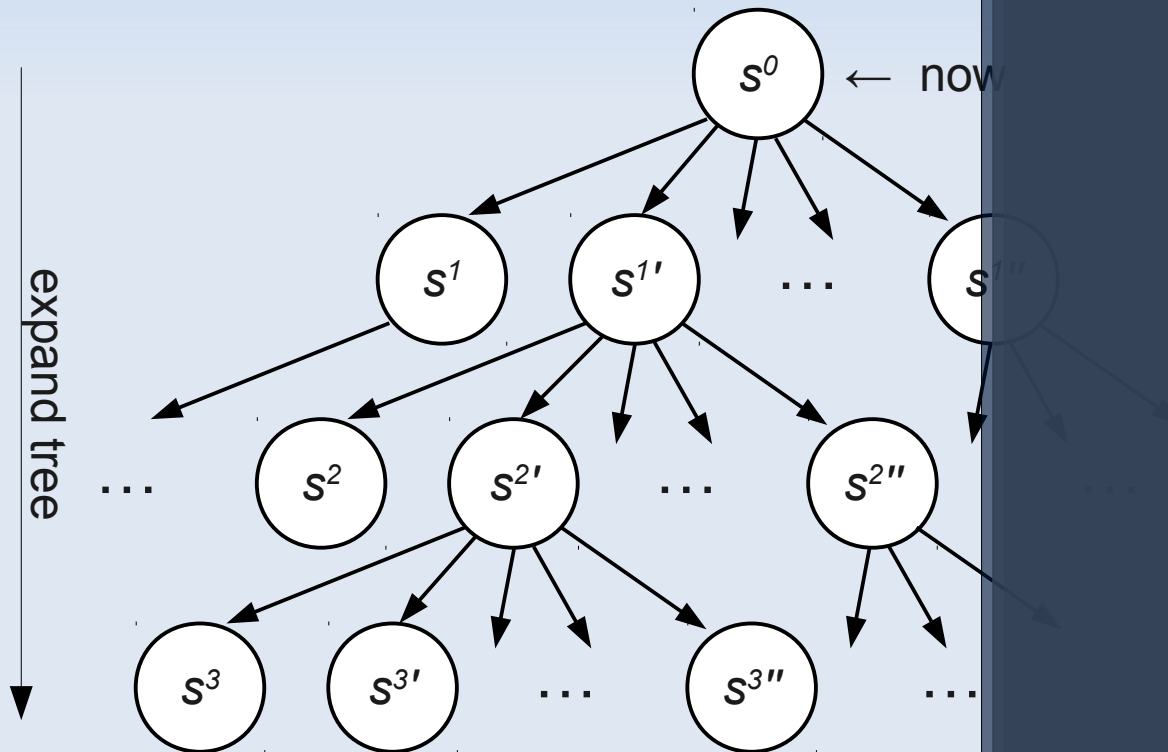 s⁰
← now
s¹
s¹′
...
s¹″
expand tree
...
s²
s²′
...
s²″
...
s³
s³′
...
s³″
...